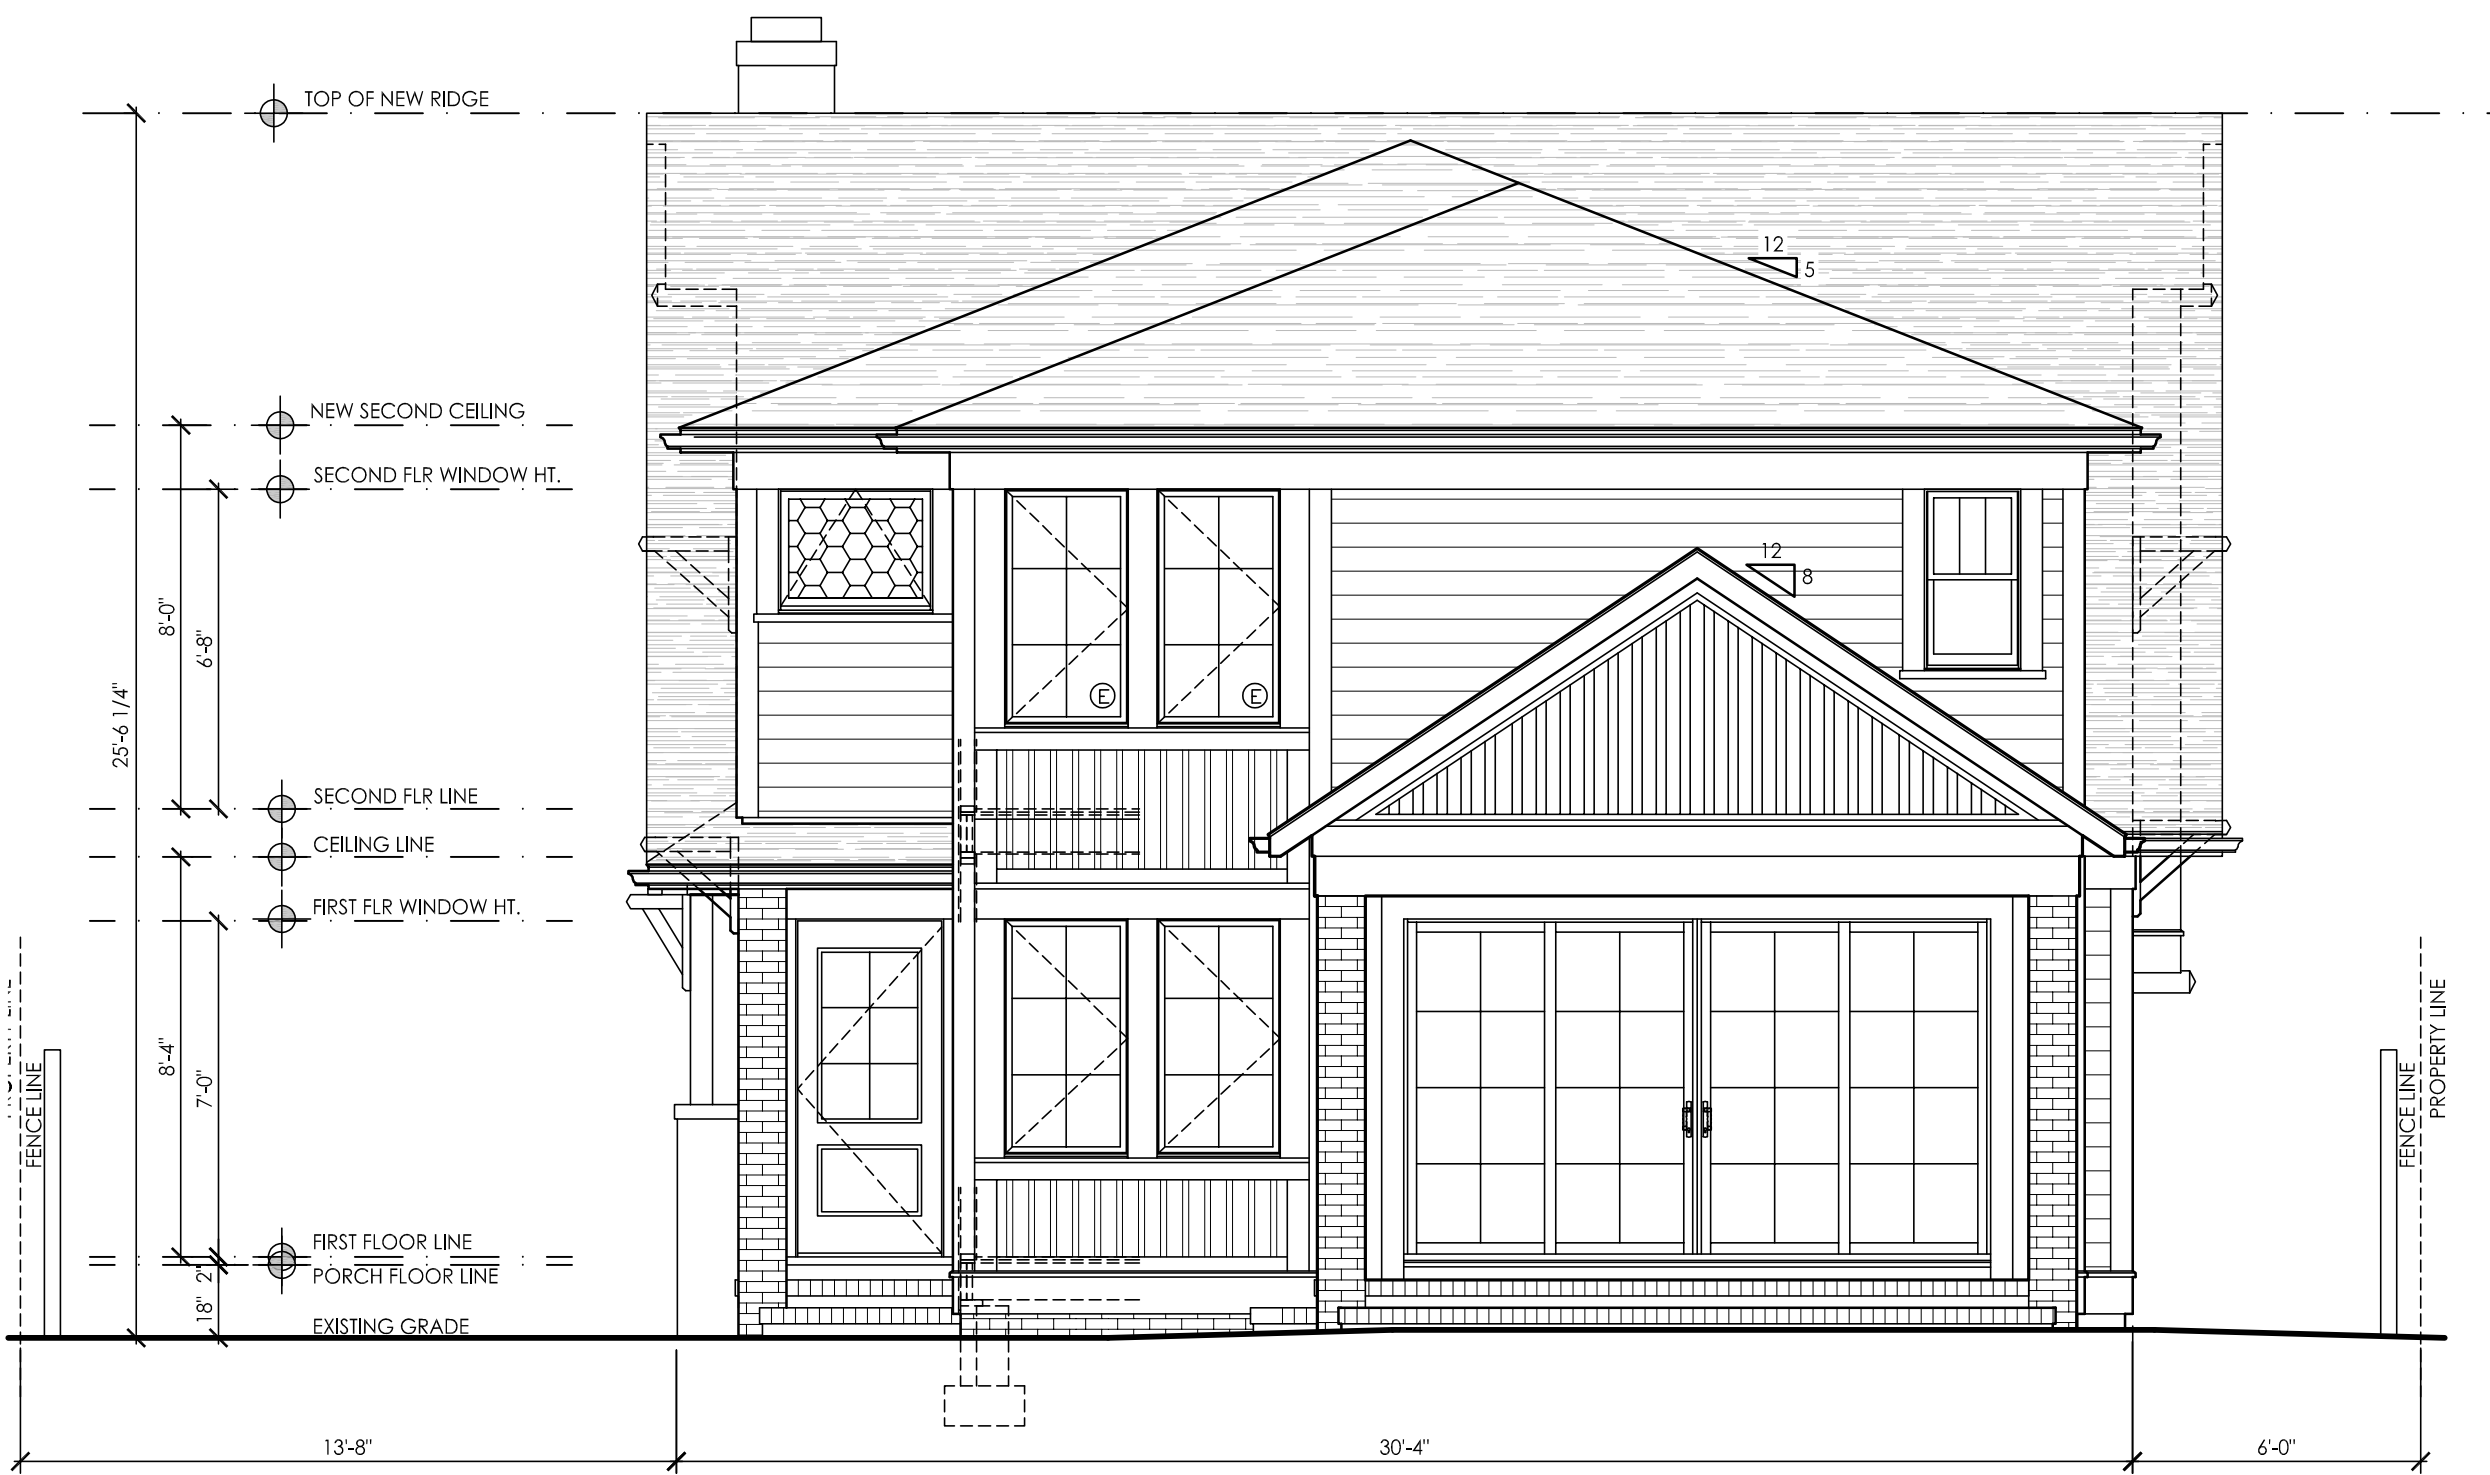 TOP OF NEW RIDGE
12
5
NEW SECOND CEILING
SECOND FLR WINDOW HT.
12
8
8'-0"
6'-8"
E
E
25'-6 1/4"
SECOND FLR LINE
CEILING LINE
FIRST FLR WINDOW HT.
8'-4"
7'-0"
FENCE LINE
FENCE LINE
PROPERTY LINE
FIRST FLOOR LINE
2"
PORCH FLOOR LINE
18"
EXISTING GRADE
13'-8"
30'-4"
6'-0"